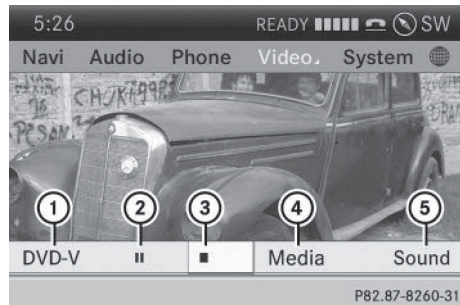 5:26 READY SW
Navi Audio Phone Video System
1 2 3 4 5
DVD-V Media Sound
P82.87-8260-31